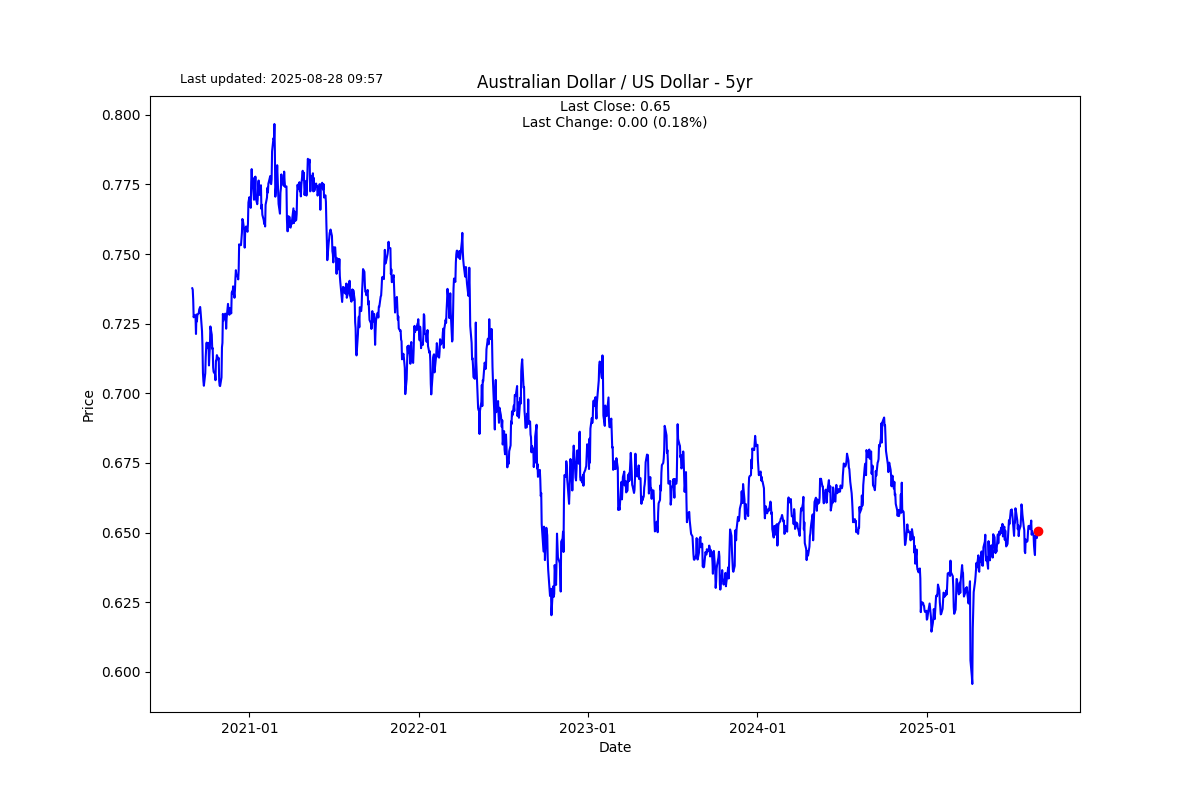 Last updated: 2025-08-28 09:57
Australian Dollar / US Dollar - 5yr
Last Close: 0.65
Last Change: 0.00 (0.18%)
0.800
0.775
0.750
0.725
0.700
0.675
0.650
0.625
0.600
Price
2021-01
2022-01
2023-01
2024-01
2025-01
Date